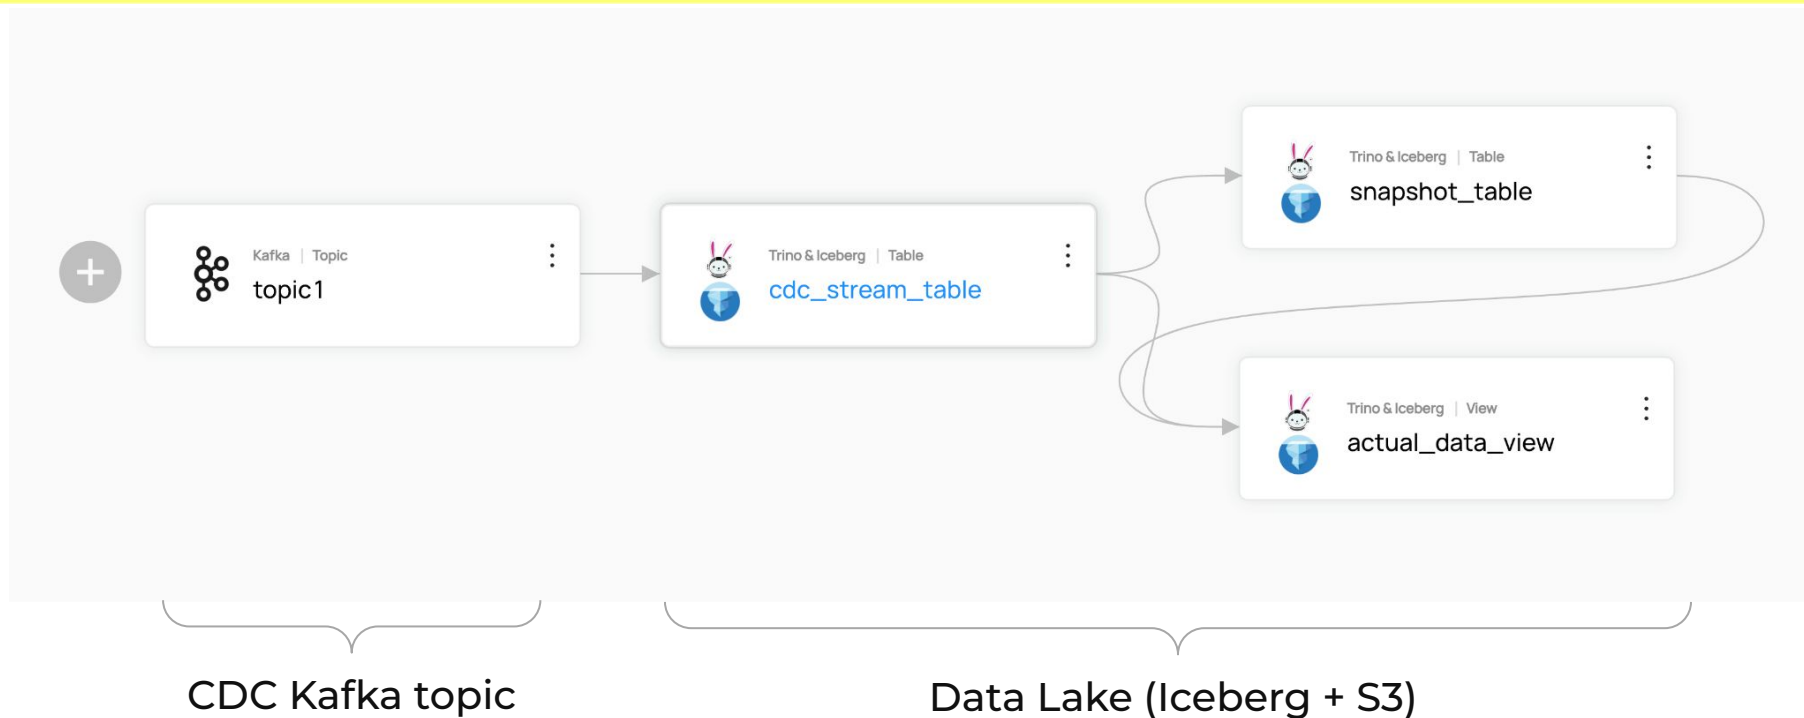 Kafka | Topic
topic1
Trino & Iceberg | Table
cdc_stream_table
Trino & Iceberg | Table
snapshot_table
Trino & Iceberg | View
actual_data_view
CDC Kafka topic
Data Lake (Iceberg + S3)